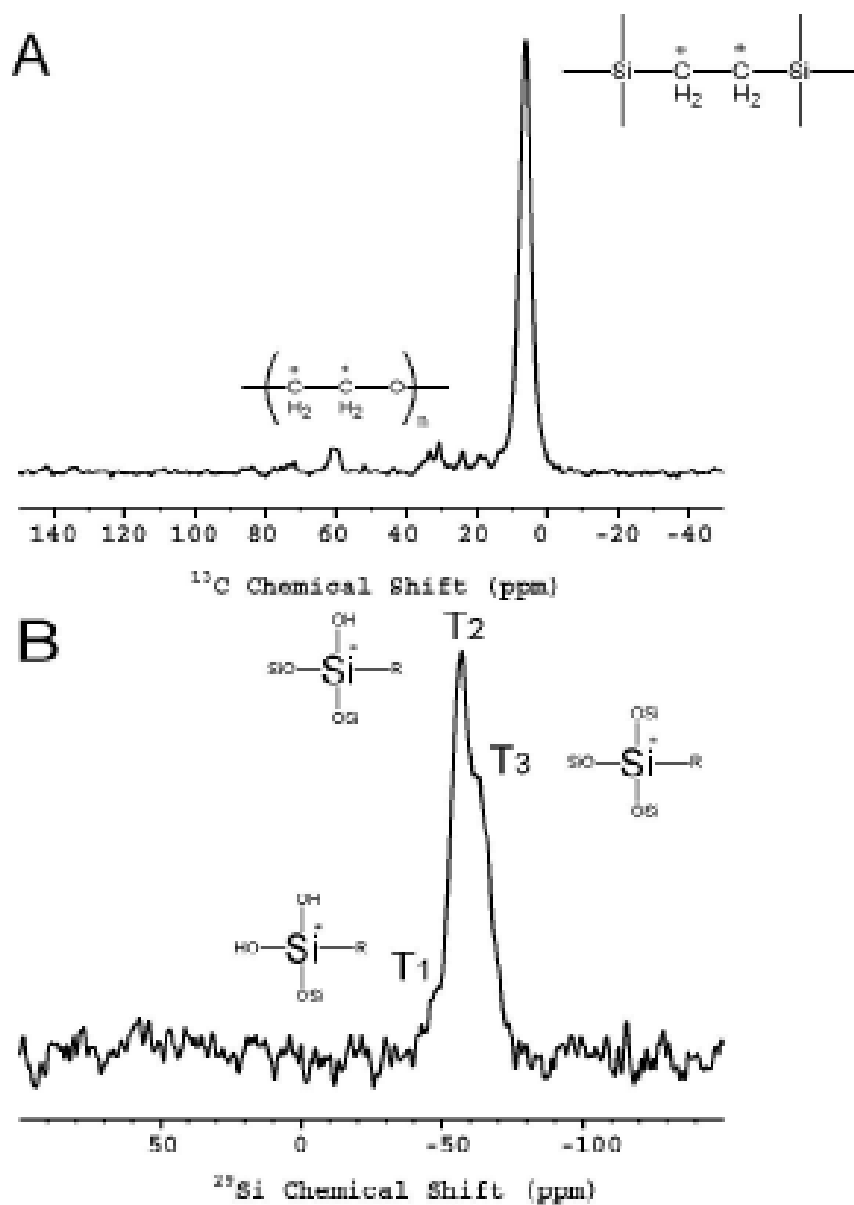 A
Si C C Si
* *
H2 H2
( C C O )n
* *
H2 H2
140 120 100 80 60 40 20 0 -20 -40
13C Chemical Shift (ppm)
B
OH
SiO Si* R
OSi
T2
OSi
SiO Si* R
OSi
T3
OH
HO Si* R
OSi
T1
50 0 -50 -100
29Si Chemical Shift (ppm)